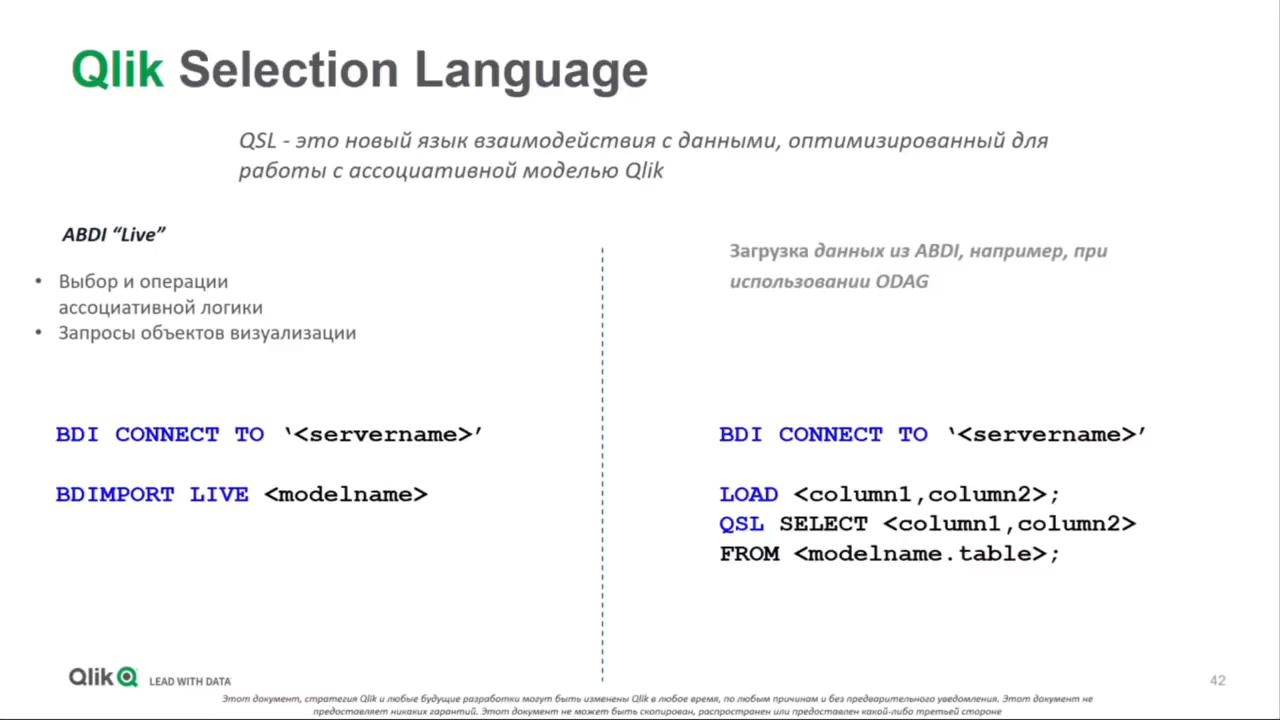 Qlik Selection Language
QSL - это новый язык взаимодействия с данными, оптимизированный для
работы с ассоциативной моделью Qlik
ABDI “Live”
• Выбор и операции
ассоциативной логики
• Запросы объектов визуализации
BDI CONNECT TO ‘<servername>’
BDIMPORT LIVE <modelname>
Загрузка данных из ABDI, например, при
использовании ODAG
BDI CONNECT TO ‘<servername>’
LOAD <column1,column2>;
QSL SELECT <column1,column2>
FROM <modelname.table>;
Qlik LEAD WITH DATA
42
Этот документ, стратегия Qlik и любые будущие разработки могут быть изменены Qlik в любое время, по любым причинам и без предварительного уведомления. Этот документ не
предоставляет никаких гарантий. Этот документ не может быть скопирован, распространен или предоставлен какой-либо третьей стороне